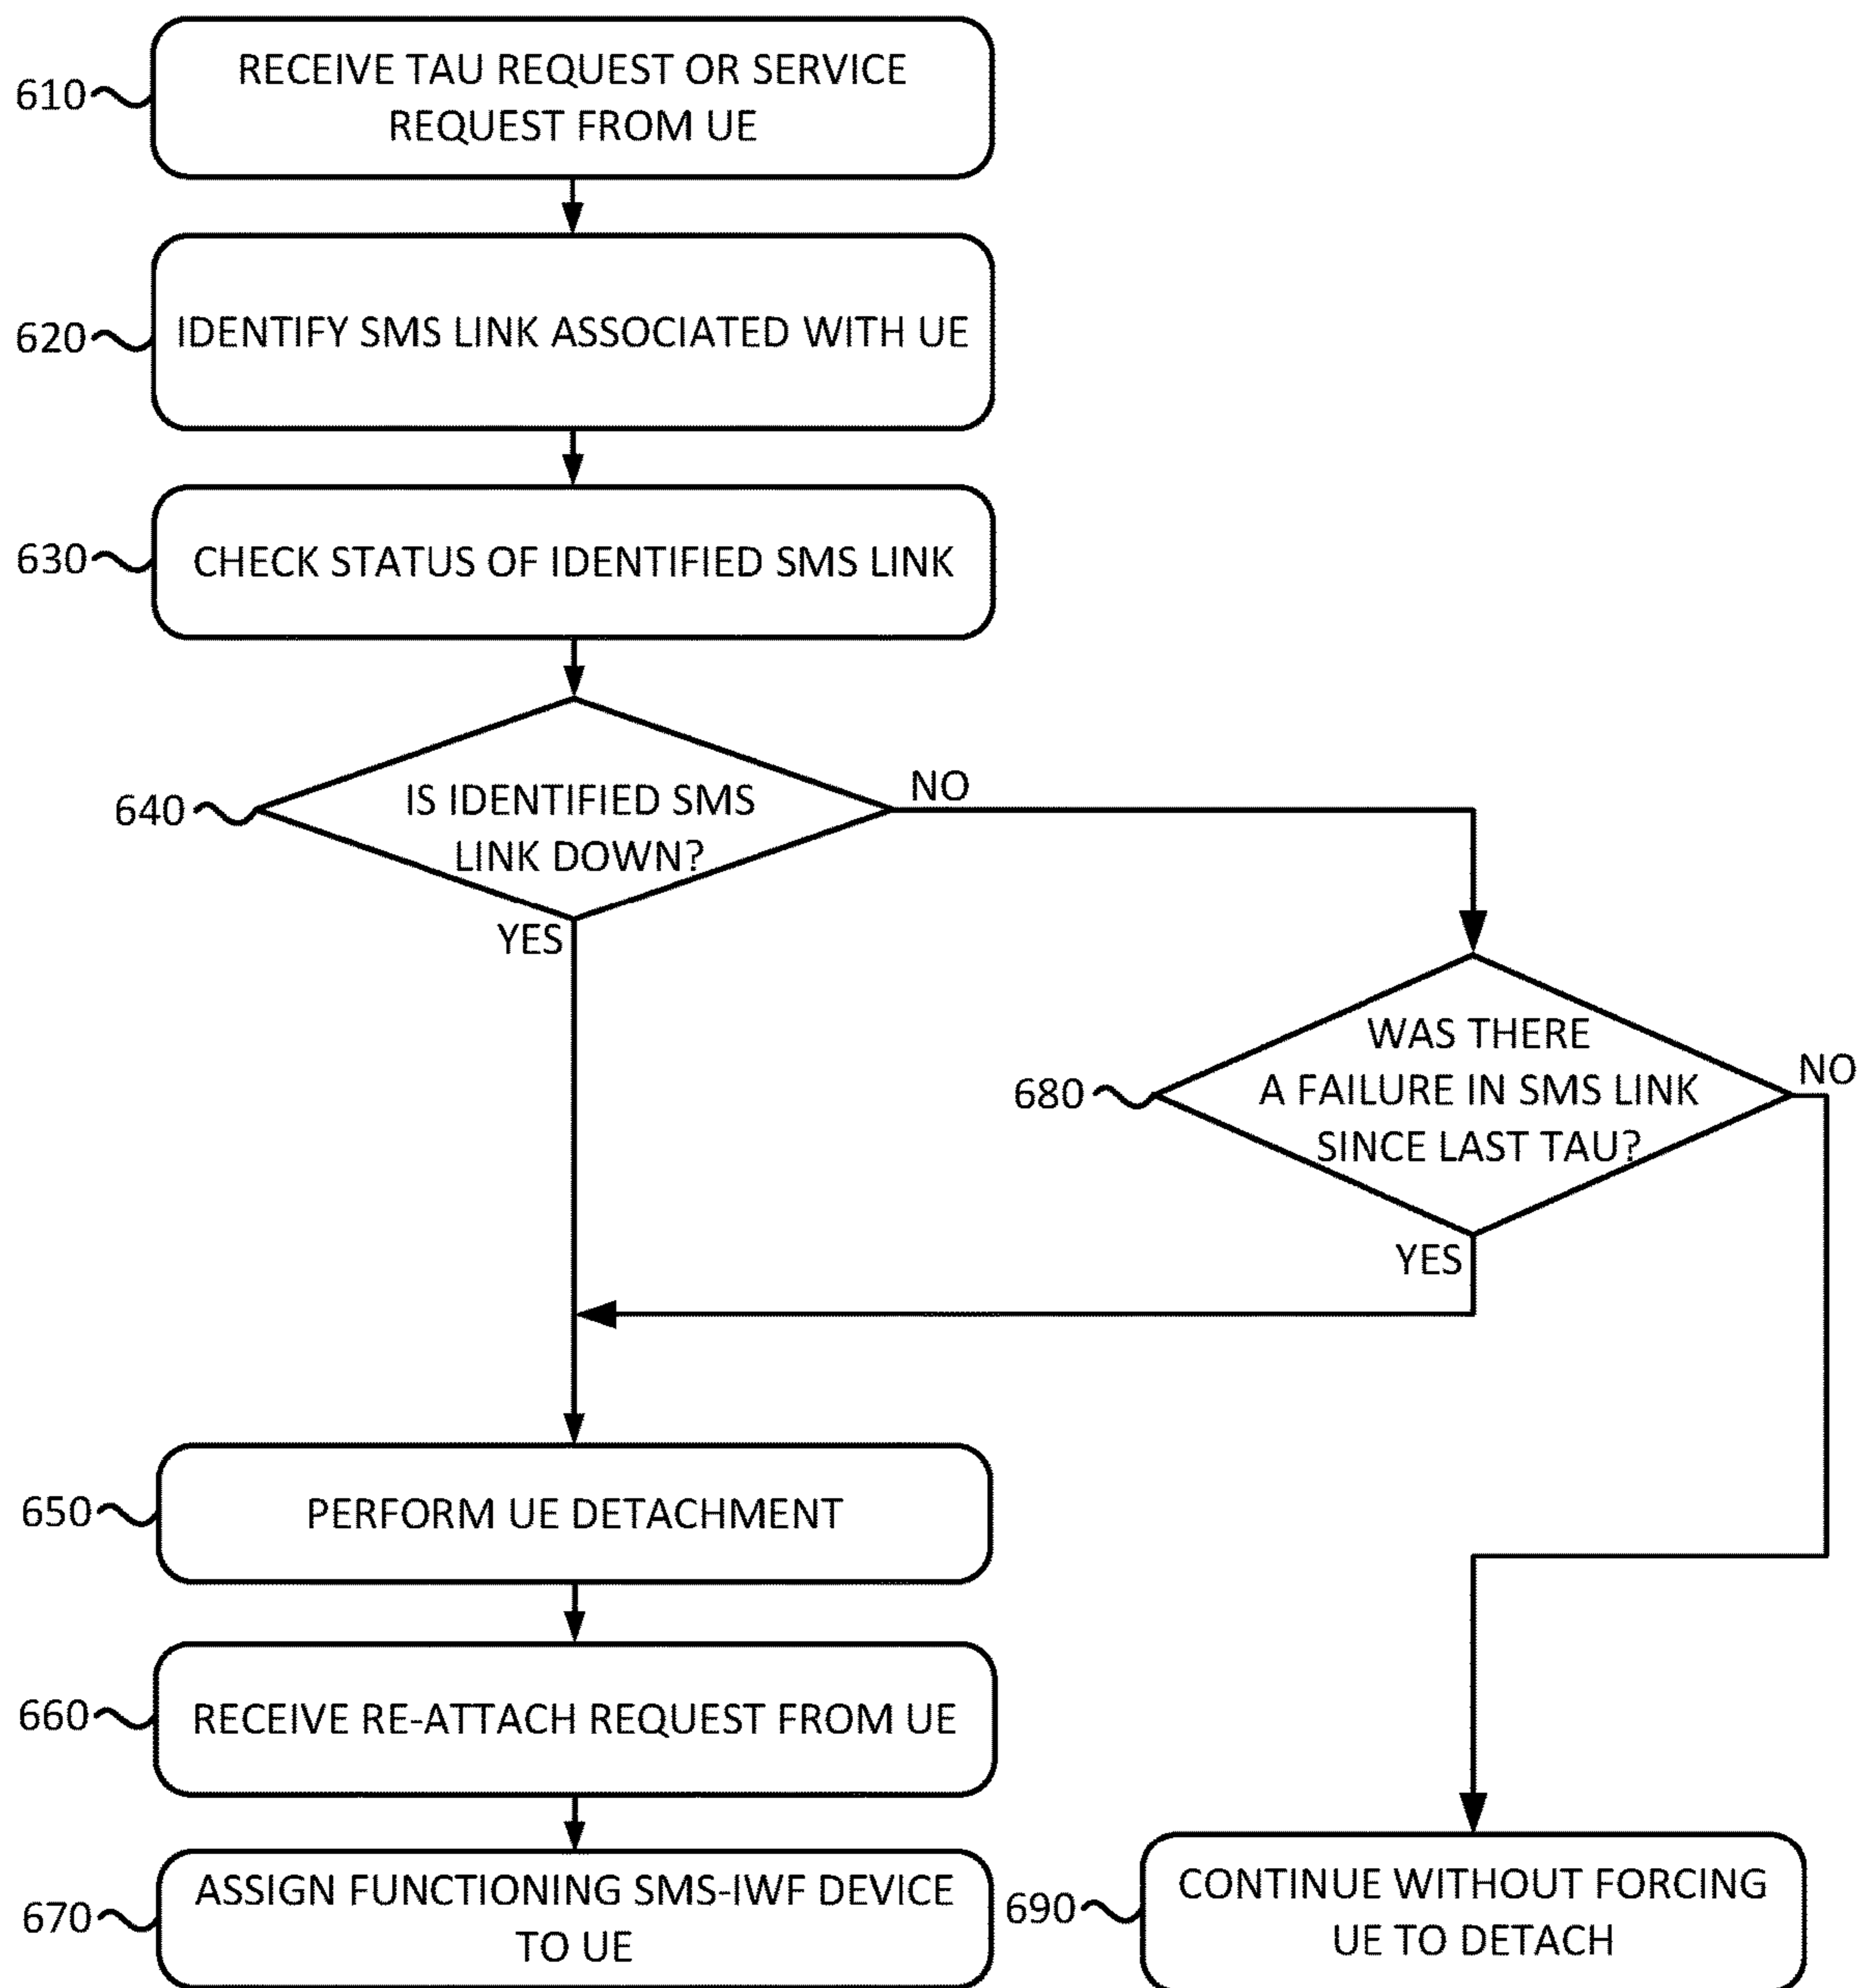 610
RECEIVE TAU REQUEST OR SERVICE
REQUEST FROM UE
620
IDENTIFY SMS LINK ASSOCIATED WITH UE
630
CHECK STATUS OF IDENTIFIED SMS LINK
640
IS IDENTIFIED SMS
LINK DOWN?
NO
YES
680
WAS THERE
A FAILURE IN SMS LINK
SINCE LAST TAU?
NO
YES
650
PERFORM UE DETACHMENT
660
RECEIVE RE-ATTACH REQUEST FROM UE
670
ASSIGN FUNCTIONING SMS-IWF DEVICE
TO UE
690
CONTINUE WITHOUT FORCING
UE TO DETACH